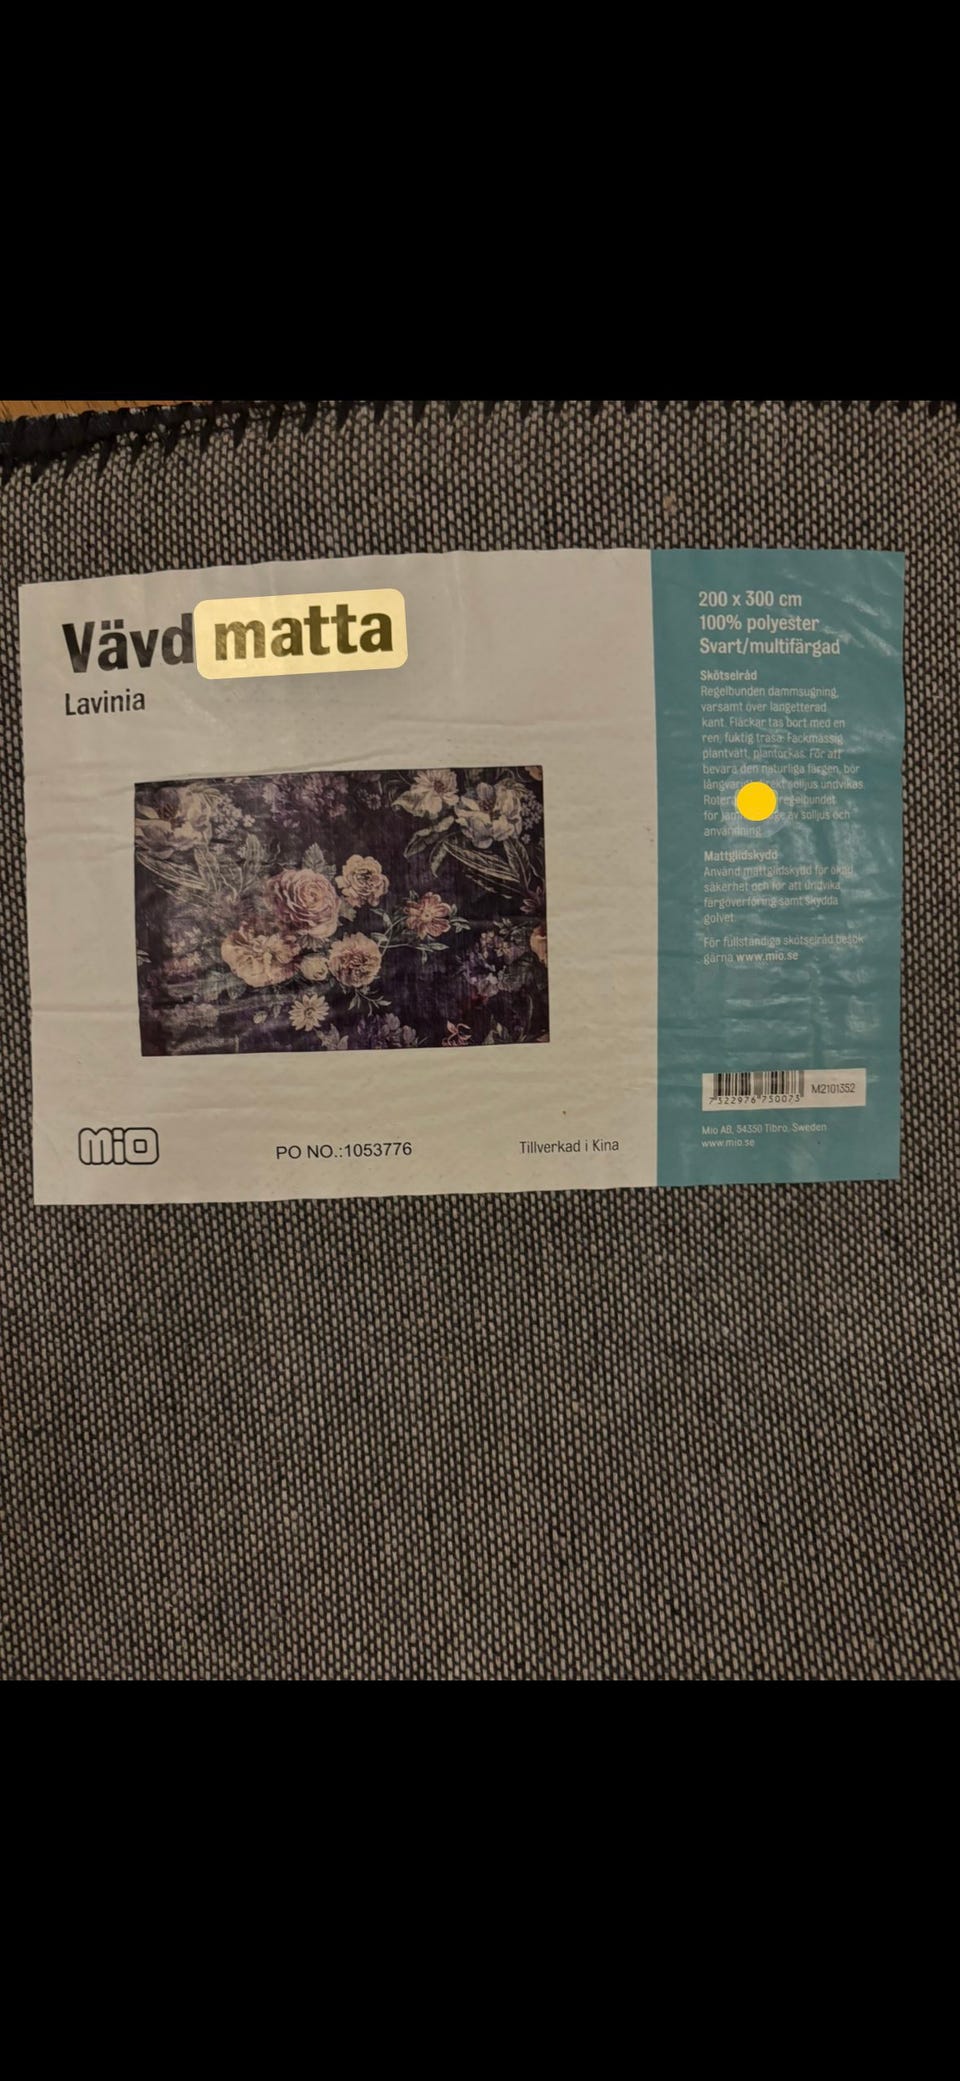 Vävd matta
Lavinia
200 x 300 cm
100% polyester
Svart/multifärgad
Skötselråd
Regelbunden dammsugning,
varsamt över langetterad
kant. Fläckar tas bort med en
ren, fuktig trasa. Fackmässig
plantvätt, plantorkas. För att
bevara den naturliga färgen, bör
solljus undvikas.
regelbundet
för av solljus och
användning.
Mattglidskydd
Använd mattglidskydd för ökad
säkerhet och för att undvika
färgöverföring samt skydda
golvet.
För fullständiga skötselråd besök
gärna www.mio.se
7322976750073
M2101352
Mio AB, 54350 Tibro, Sweden
www.mio.se
MiO
PO NO.:1053776
Tillverkad i Kina